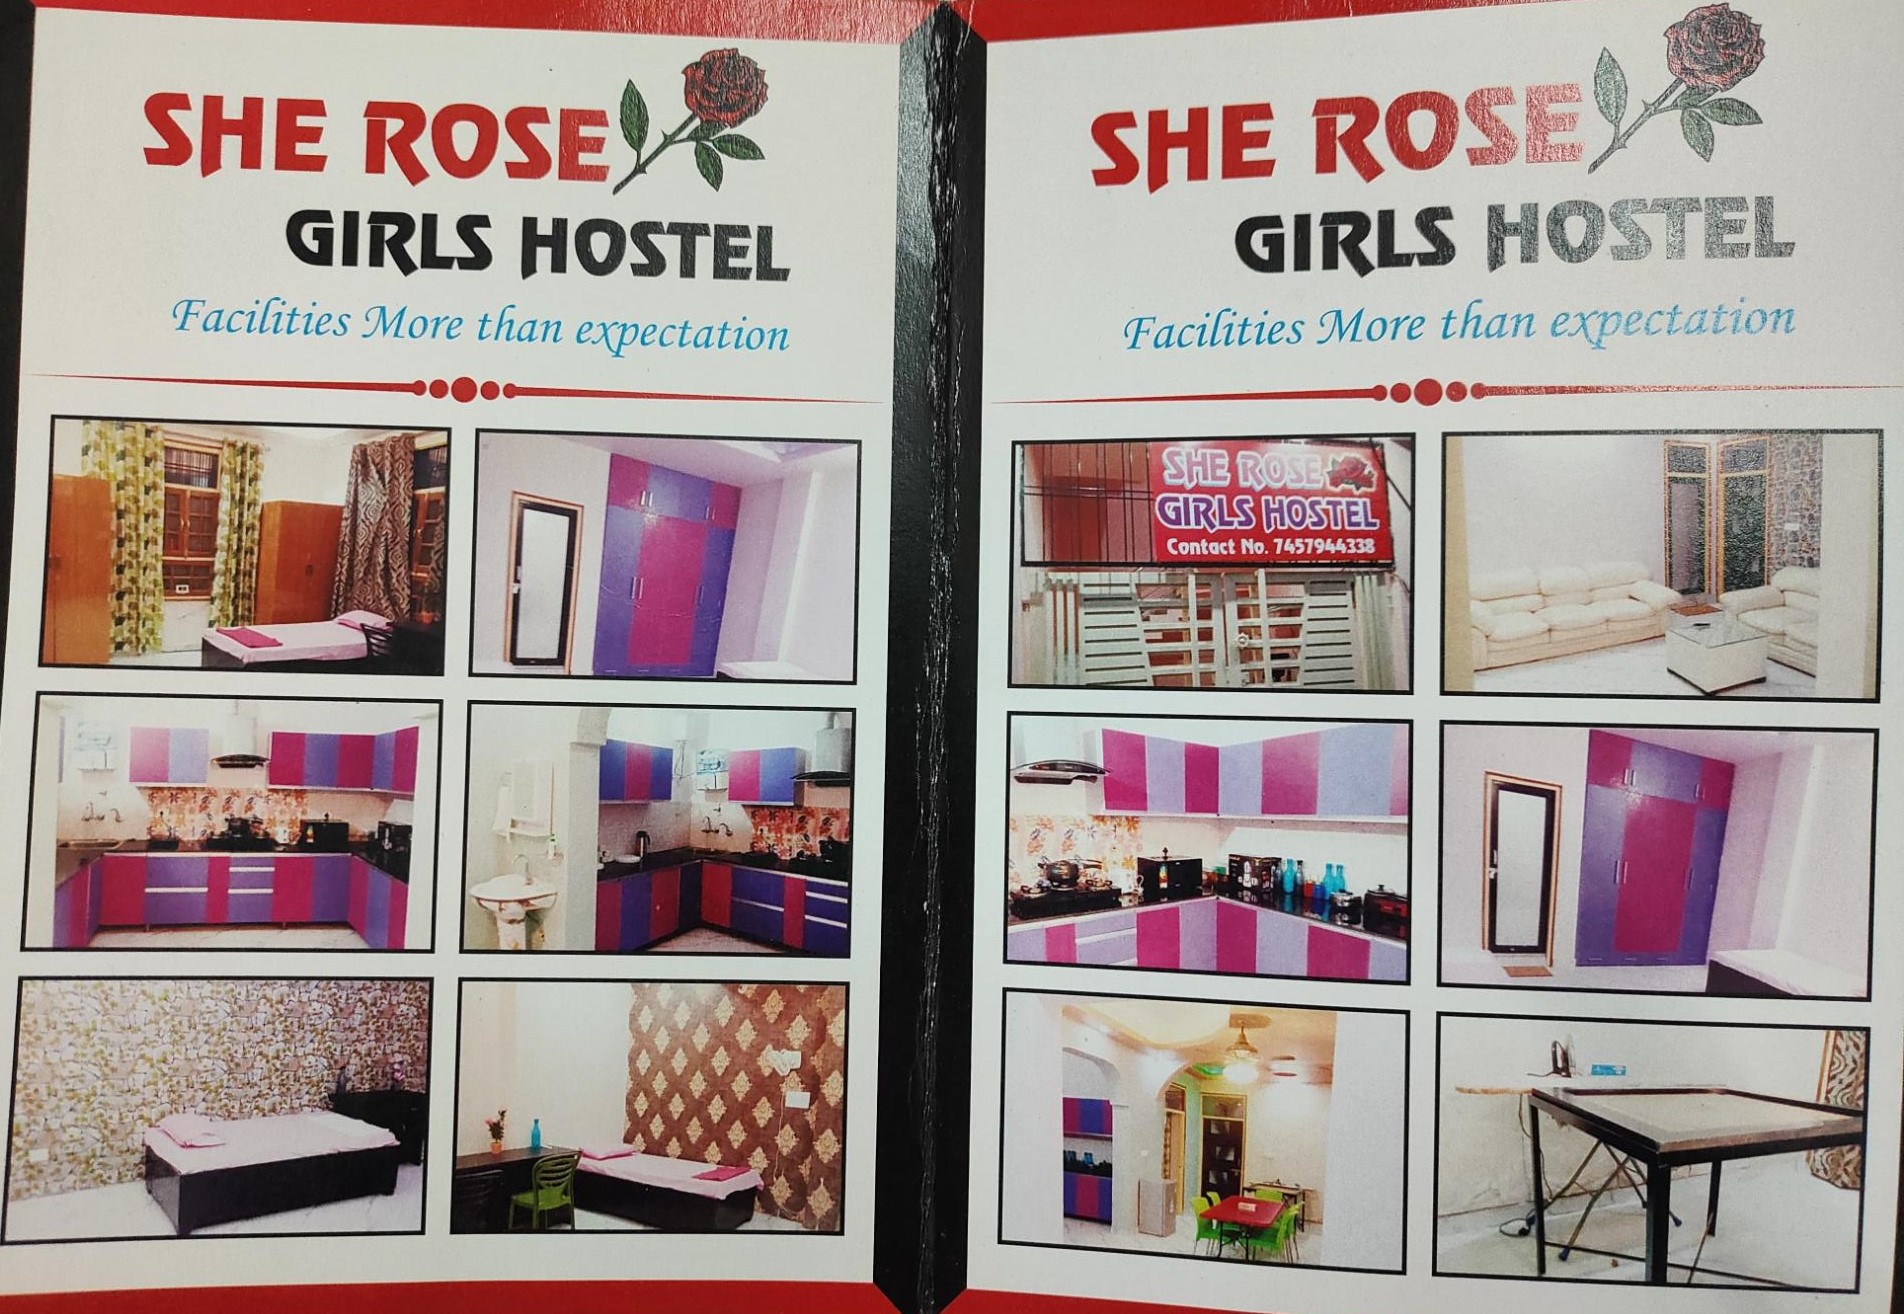 SHE ROSE
GIRLS HOSTEL
Facilities More than expectation
SHE ROSE
GIRLS HOSTEL
Facilities More than expectation
SHE ROSE
GIRLS HOSTEL
Contact No. 7457944338